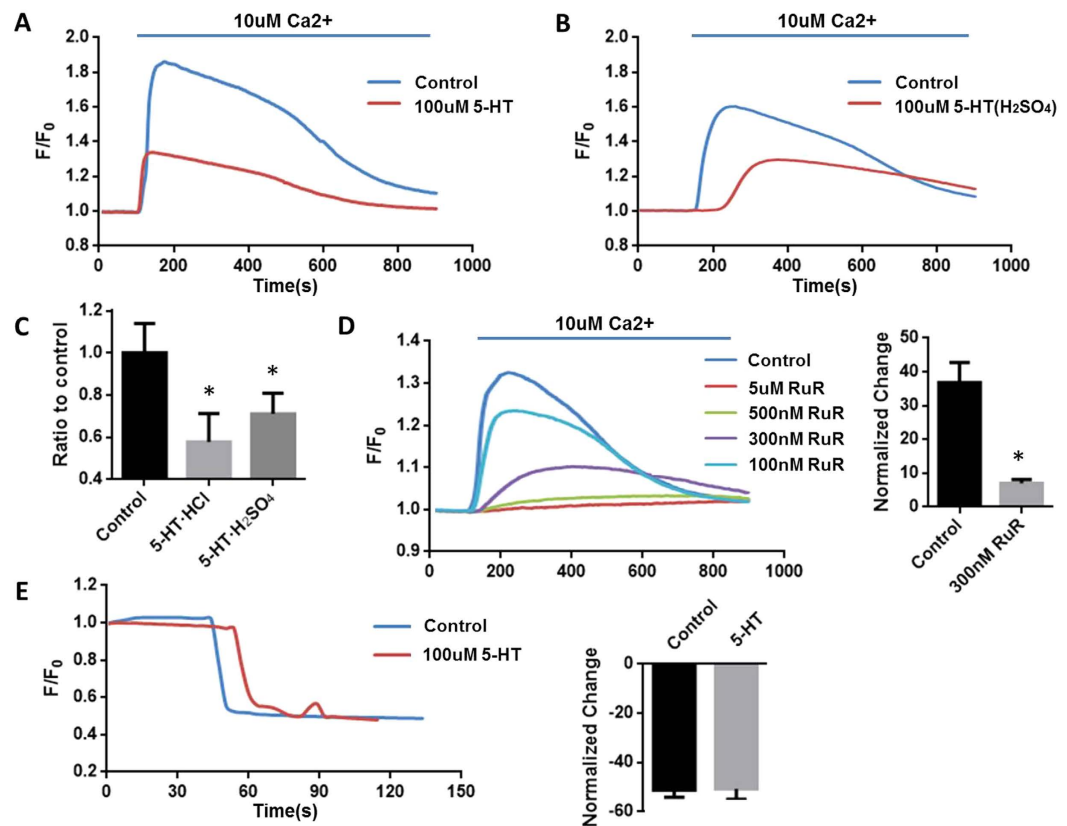 A
10uM Ca2+
2.0
1.8
1.6
1.4
1.2
1.0
0.8
F/F0
0
200
400
600
800
1000
Time(s)
Control
100uM 5-HT
B
10uM Ca2+
2.0
1.8
1.6
1.4
1.2
1.0
0.8
F/F0
0
200
400
600
800
1000
Time(s)
Control
100uM 5-HT(H2SO4)
C
1.2
1.0
0.8
0.6
0.4
Ratio to control
*
*
Control
5-HT·HCl
5-HT·H2SO4
D
10uM Ca2+
1.4
1.3
1.2
1.1
1.0
0.9
F/F0
0
200
400
600
800
1000
Time(s)
Control
5uM RuR
500nM RuR
300nM RuR
100nM RuR
50
40
30
20
10
0
Normalized Change
*
Control
300nM RuR
E
1.2
1.0
0.8
0.6
0.4
0.2
F/F0
0
30
60
90
120
150
Time(s)
Control
100uM 5-HT
Control
5-HT
0
-20
-40
-60
Normalized Change